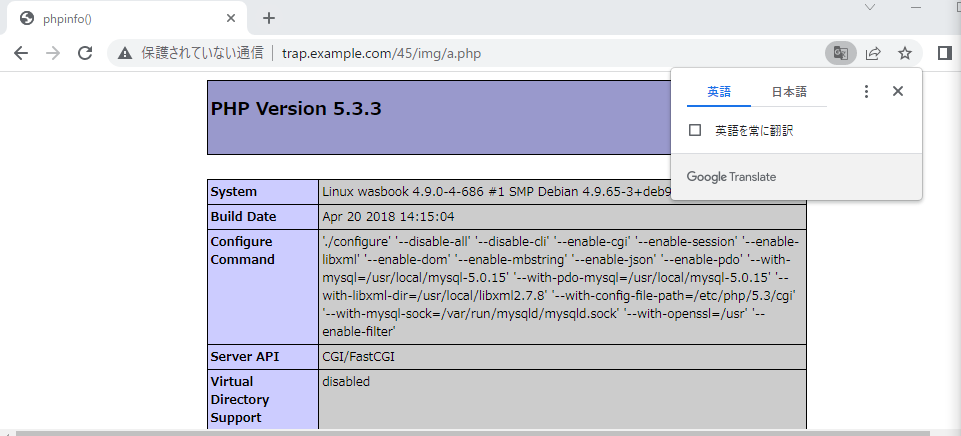 phpinfo()
保護されていない通信 | trap.example.com/45/img/a.php
英語 日本語
英語を常に翻訳
Google Translate
PHP Version 5.3.3
System Linux wasbook 4.9.0-4-686 #1 SMP Debian 4.9.65-3+deb9
Build Date Apr 20 2018 14:15:04
Configure './configure' '--disable-all' '--disable-cli' '--enable-cgi' '--enable-session' '--enable-
Command libxml' '--enable-dom' '--enable-mbstring' '--enable-json' '--enable-pdo' '--with-
mysql=/usr/local/mysql-5.0.15' '--with-pdo-mysql=/usr/local/mysql-5.0.15' '--
with-libxml-dir=/usr/local/libxml2.7.8' '--with-config-file-path=/etc/php/5.3/cgi'
'--with-mysql-sock=/var/run/mysqld/mysqld.sock' '--with-openssl=/usr' '--
enable-filter'
Server API CGI/FastCGI
Virtual disabled
Directory
Support